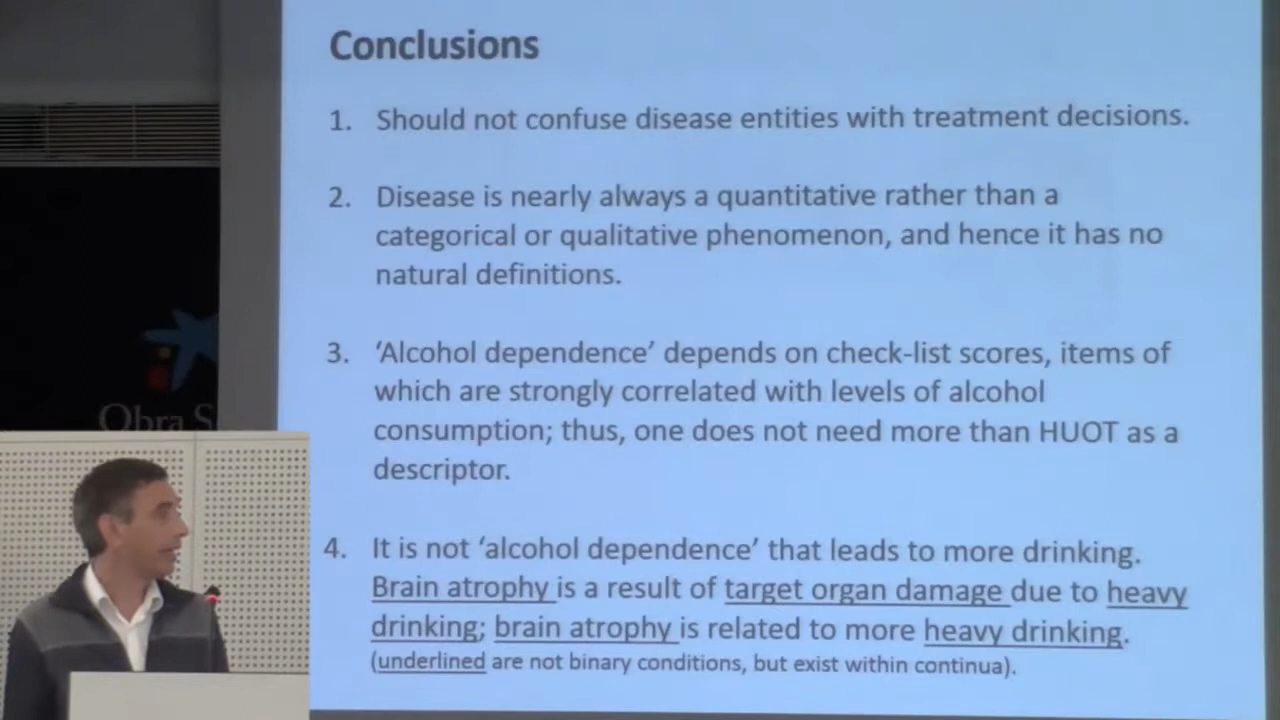 Conclusions
1. Should not confuse disease entities with treatment decisions.
2. Disease is nearly always a quantitative rather than a
categorical or qualitative phenomenon, and hence it has no
natural definitions.
3. ‘Alcohol dependence’ depends on check-list scores, items of
which are strongly correlated with levels of alcohol
consumption; thus, one does not need more than HUOT as a
descriptor.
4. It is not ‘alcohol dependence’ that leads to more drinking.
Brain atrophy is a result of target organ damage due to heavy
drinking; brain atrophy is related to more heavy drinking.
(underlined are not binary conditions, but exist within continua).
Obra S